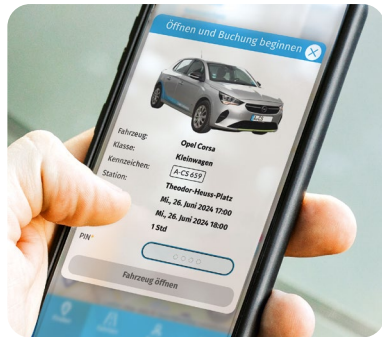 Öffnen und Buchung beginnen
Fahrzeug: Opel Corsa
Klasse: Kleinwagen
Kennzeichen: A-CS 659
Station: Theodor-Heuss-Platz
Mi., 26. Juni 2024 17:00
Mi., 26. Juni 2024 18:00
1 Std
PIN*
Fahrzeug öffnen